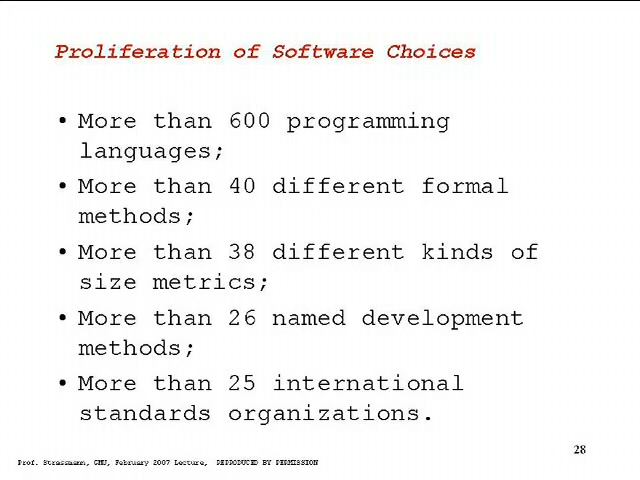 Proliferation of Software Choices
• More than 600 programming
languages;
• More than 40 different formal
methods;
• More than 38 different kinds of
size metrics;
• More than 26 named development
methods;
• More than 25 international
standards organizations.
28
Prof. Strassmann, GMU, February 2007 Lecture, REPRODUCED BY PERMISSION